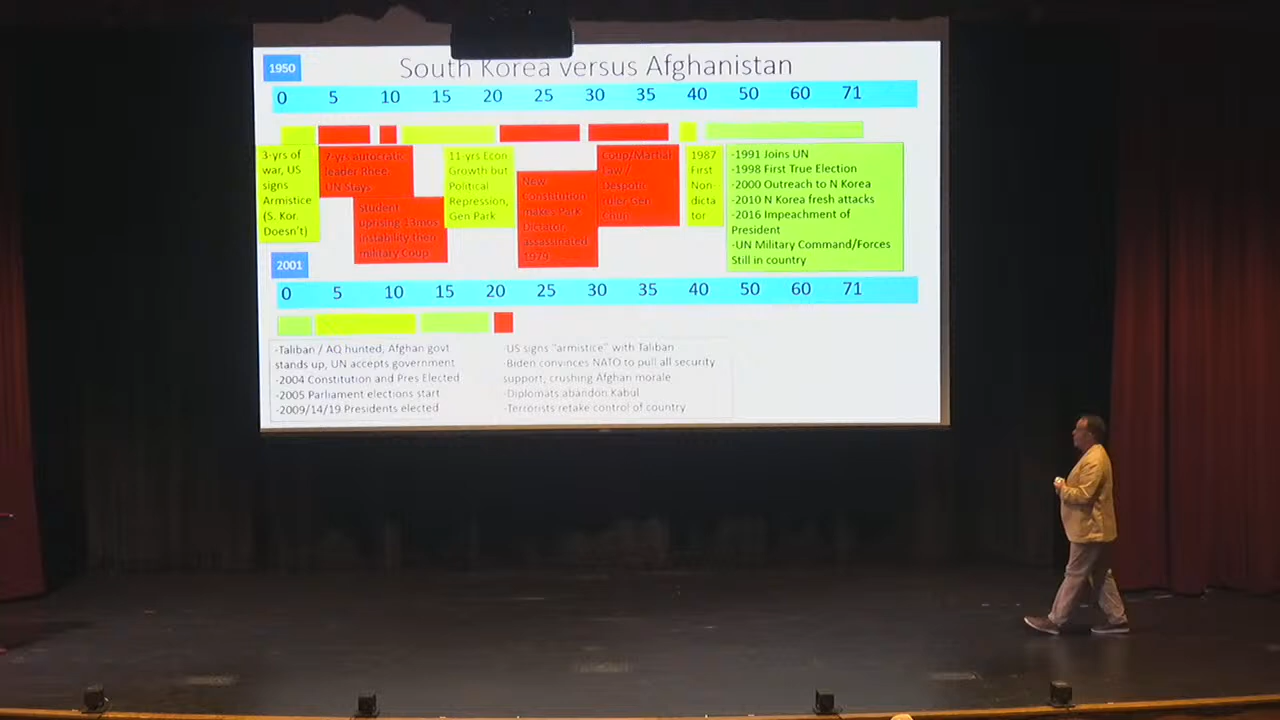 1950
South Korea versus Afghanistan
0 5 10 15 20 25 30 35 40 50 60 71
3-yrs of
war, US
signs
Armistice
(S. Kor.
Doesn't)
7-yrs autocratic
leader Rhee.
UN Stays
Student
uprising 13mos
instability then
military Coup
11-yrs Econ
Growth but
Political
Repression,
Gen Park
New
Constitution
makes Park
Dictator,
assassinated
1979
Coup/Martial
Law /
Despotic
ruler Gen
Chun
1987
First
Non-
dicta
tor
-1991 Joins UN
-1998 First True Election
-2000 Outreach to N Korea
-2010 N Korea fresh attacks
-2016 Impeachment of
President
-UN Military Command/Forces
Still in country
2001
0 5 10 15 20 25 30 35 40 50 60 71
-Taliban / AQ hunted, Afghan govt
stands up, UN accepts government
-2004 Constitution and Pres Elected
-2005 Parliament elections start
-2009/14/19 Presidents elected
-US signs "armistice" with Taliban
-Biden convinces NATO to pull all security
support, crushing Afghan morale
-Diplomats abandon Kabul
-Terrorists retake control of country